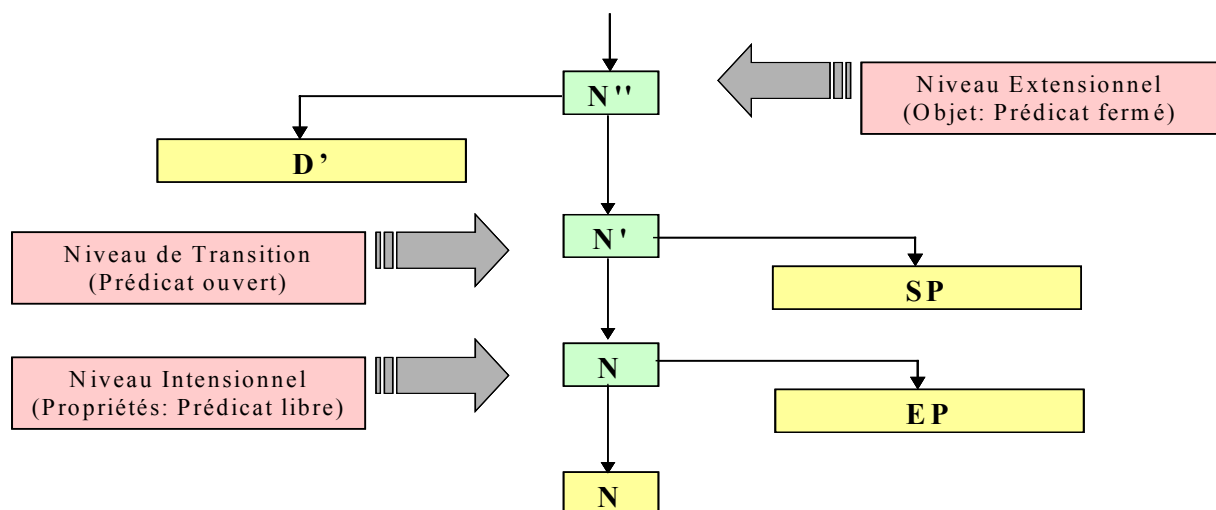 N''
Niveau Extensionnel
(Objet: Prédicat fermé)
D’
Niveau de Transition
(Prédicat ouvert)
N'
SP
Niveau Intensionnel
(Propriétés: Prédicat libre)
N
EP
N